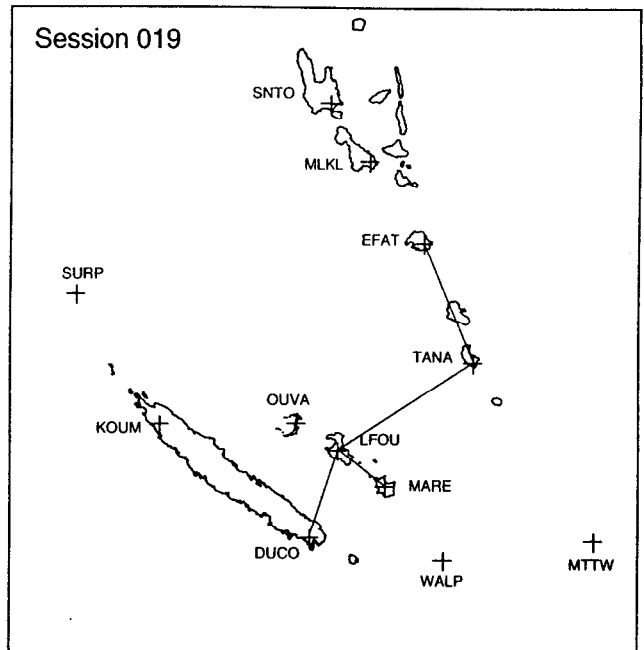 Session 019
SNTO
MLKL
EFAT
SURP
TANA
OUVA
KOUM
LFOU
MARE
DUCO
WALP
MTTW